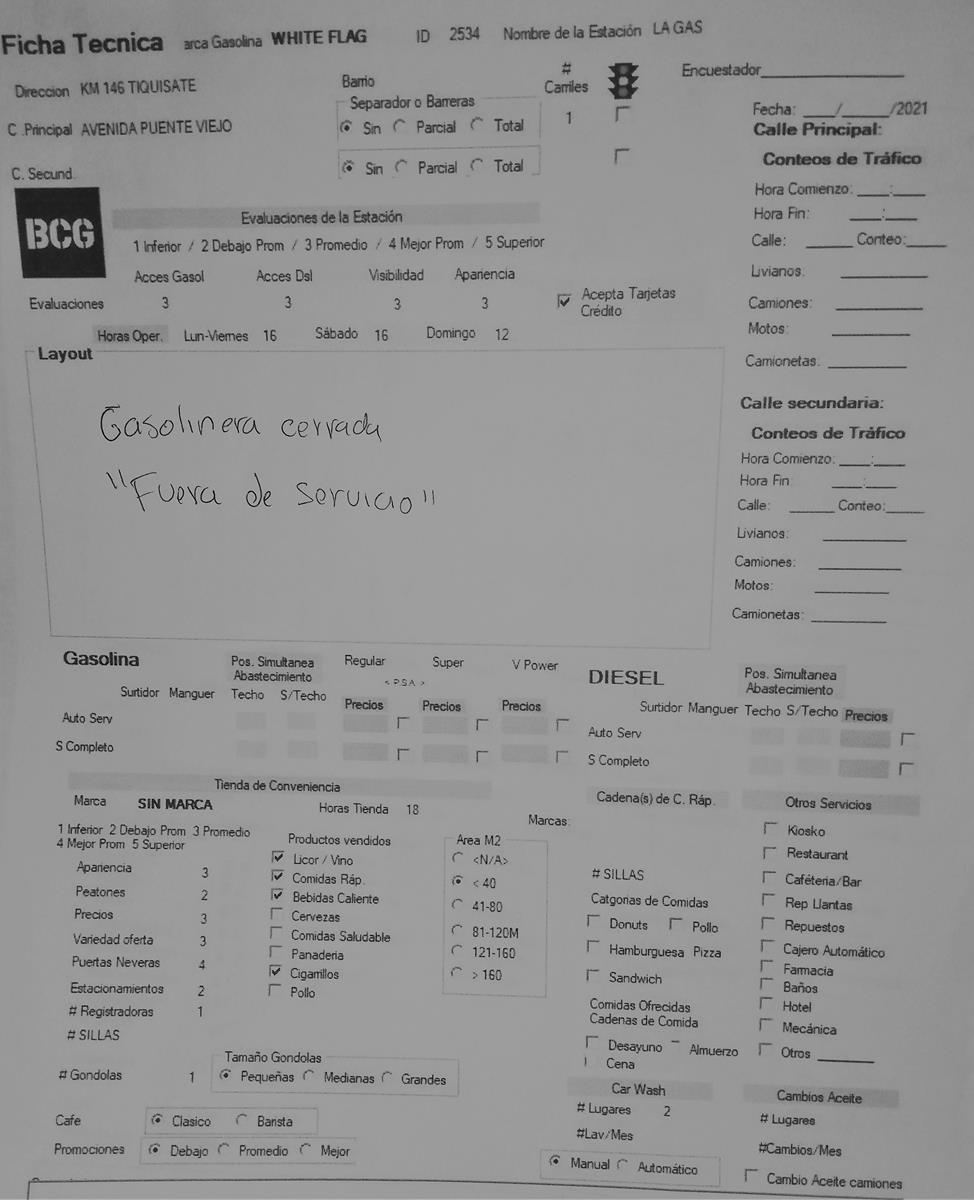 Ficha Tecnica arca Gasolina WHITE FLAG ID 2534 Nombre de la Estación LA GAS
Direccion KM 146 TIQUISATE
Barrio
# Carriles
Encuestador
C .Principal AVENIDA PUENTE VIEJO
Separador o Barreras
Sin Parcial Total
1
Fecha: ___/____/2021
C. Secund
Sin Parcial Total
Calle Principal:
Conteos de Tráfico
Hora Comienzo: ___:___
Hora Fin: ___:___
Calle: _____ Conteo:_____
Livianos:
Camiones:
Motos:
Camionetas:
BCG
Evaluaciones de la Estación
1 Inferior / 2 Debajo Prom / 3 Promedio / 4 Mejor Prom / 5 Superior
Acces Gasol Acces Dsl Visibilidad Apariencia
Evaluaciones 3 3 3 3
Acepta Tarjetas
Crédito
Horas Oper. Lun-Viernes 16 Sábado 16 Domingo 12
Layout
Gasolinera cerrada
"Fuera de servicio"
Calle secundaria:
Conteos de Tráfico
Hora Comienzo: ___:___
Hora Fin: ___:___
Calle: _____ Conteo:_____
Livianos:
Camiones:
Motos:
Camionetas:
Gasolina
Pos. Simultanea
Abastecimiento
Regular Super V Power
< P.S.A. >
Surtidor Manguer Techo S/Techo Precios Precios Precios
Auto Serv
S Completo
DIESEL
Pos. Simultanea
Abastecimiento
Surtidor Manguer Techo S/Techo Precios
Auto Serv
S Completo
Tienda de Conveniencia
Marca SIN MARCA Horas Tienda 18
Marcas:
1 Inferior 2 Debajo Prom 3 Promedio
4 Mejor Prom 5 Superior
Apariencia 3
Peatones 2
Precios 3
Variedad oferta 3
Puertas Neveras 4
Estacionamientos 2
# Registradoras 1
# SILLAS
Productos vendidos
Licor / Vino
Comidas Ráp.
Bebidas Caliente
Cervezas
Comidas Saludable
Panaderia
Cigarrillos
Pollo
Area M2
<N/A>
< 40
41-80
81-120M
121-160
> 160
# Gondolas 1
Tamaño Gondolas
Pequeñas Medianas Grandes
Cafe Clasico Barista
Promociones Debajo Promedio Mejor
Cadena(s) de C. Ráp.
# SILLAS
Catgorias de Comidas
Donuts Pollo
Hamburguesa Pizza
Sandwich
Comidas Ofrecidas
Cadenas de Comida
Desayuno Almuerzo
Cena
Car Wash
# Lugares 2
#Lav/Mes
Manual Automático
Otros Servicios
Kiosko
Restaurant
Caféteria/Bar
Rep Llantas
Repuestos
Cajero Automático
Farmacia
Baños
Hotel
Mecánica
Otros
Cambios Aceite
# Lugares
#Cambios/Mes
Cambio Aceite camiones